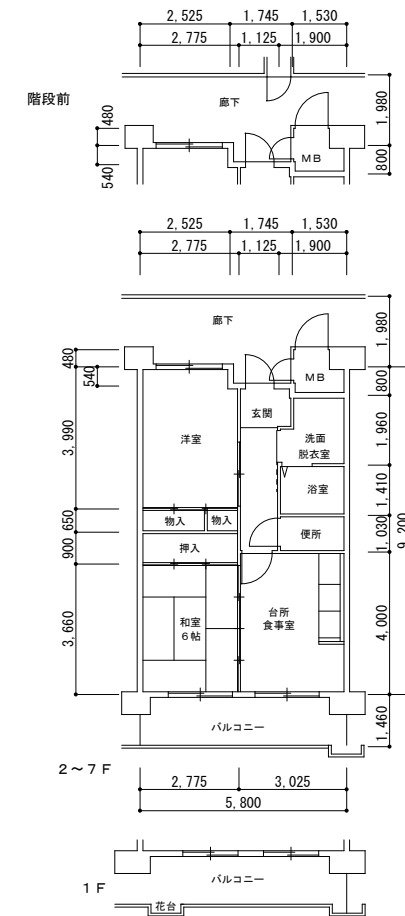 2,525 1,745 1,530
2,775 1,125 1,900
階段前
廊下
480
540
1,980
800
MB
2,525 1,745 1,530
2,775 1,125 1,900
廊下
480
540
1,980
MB
800
玄関
3,990
洋室
洗面
脱衣室
1,960
浴室
1,410
650
物入 物入
便所
1,030
9,200
900
押入
3,660
和室
6帖
台所
食事室
4,000
バルコニー
1,460
2~7F
2,775 3,025
5,800
1F
バルコニー
花台